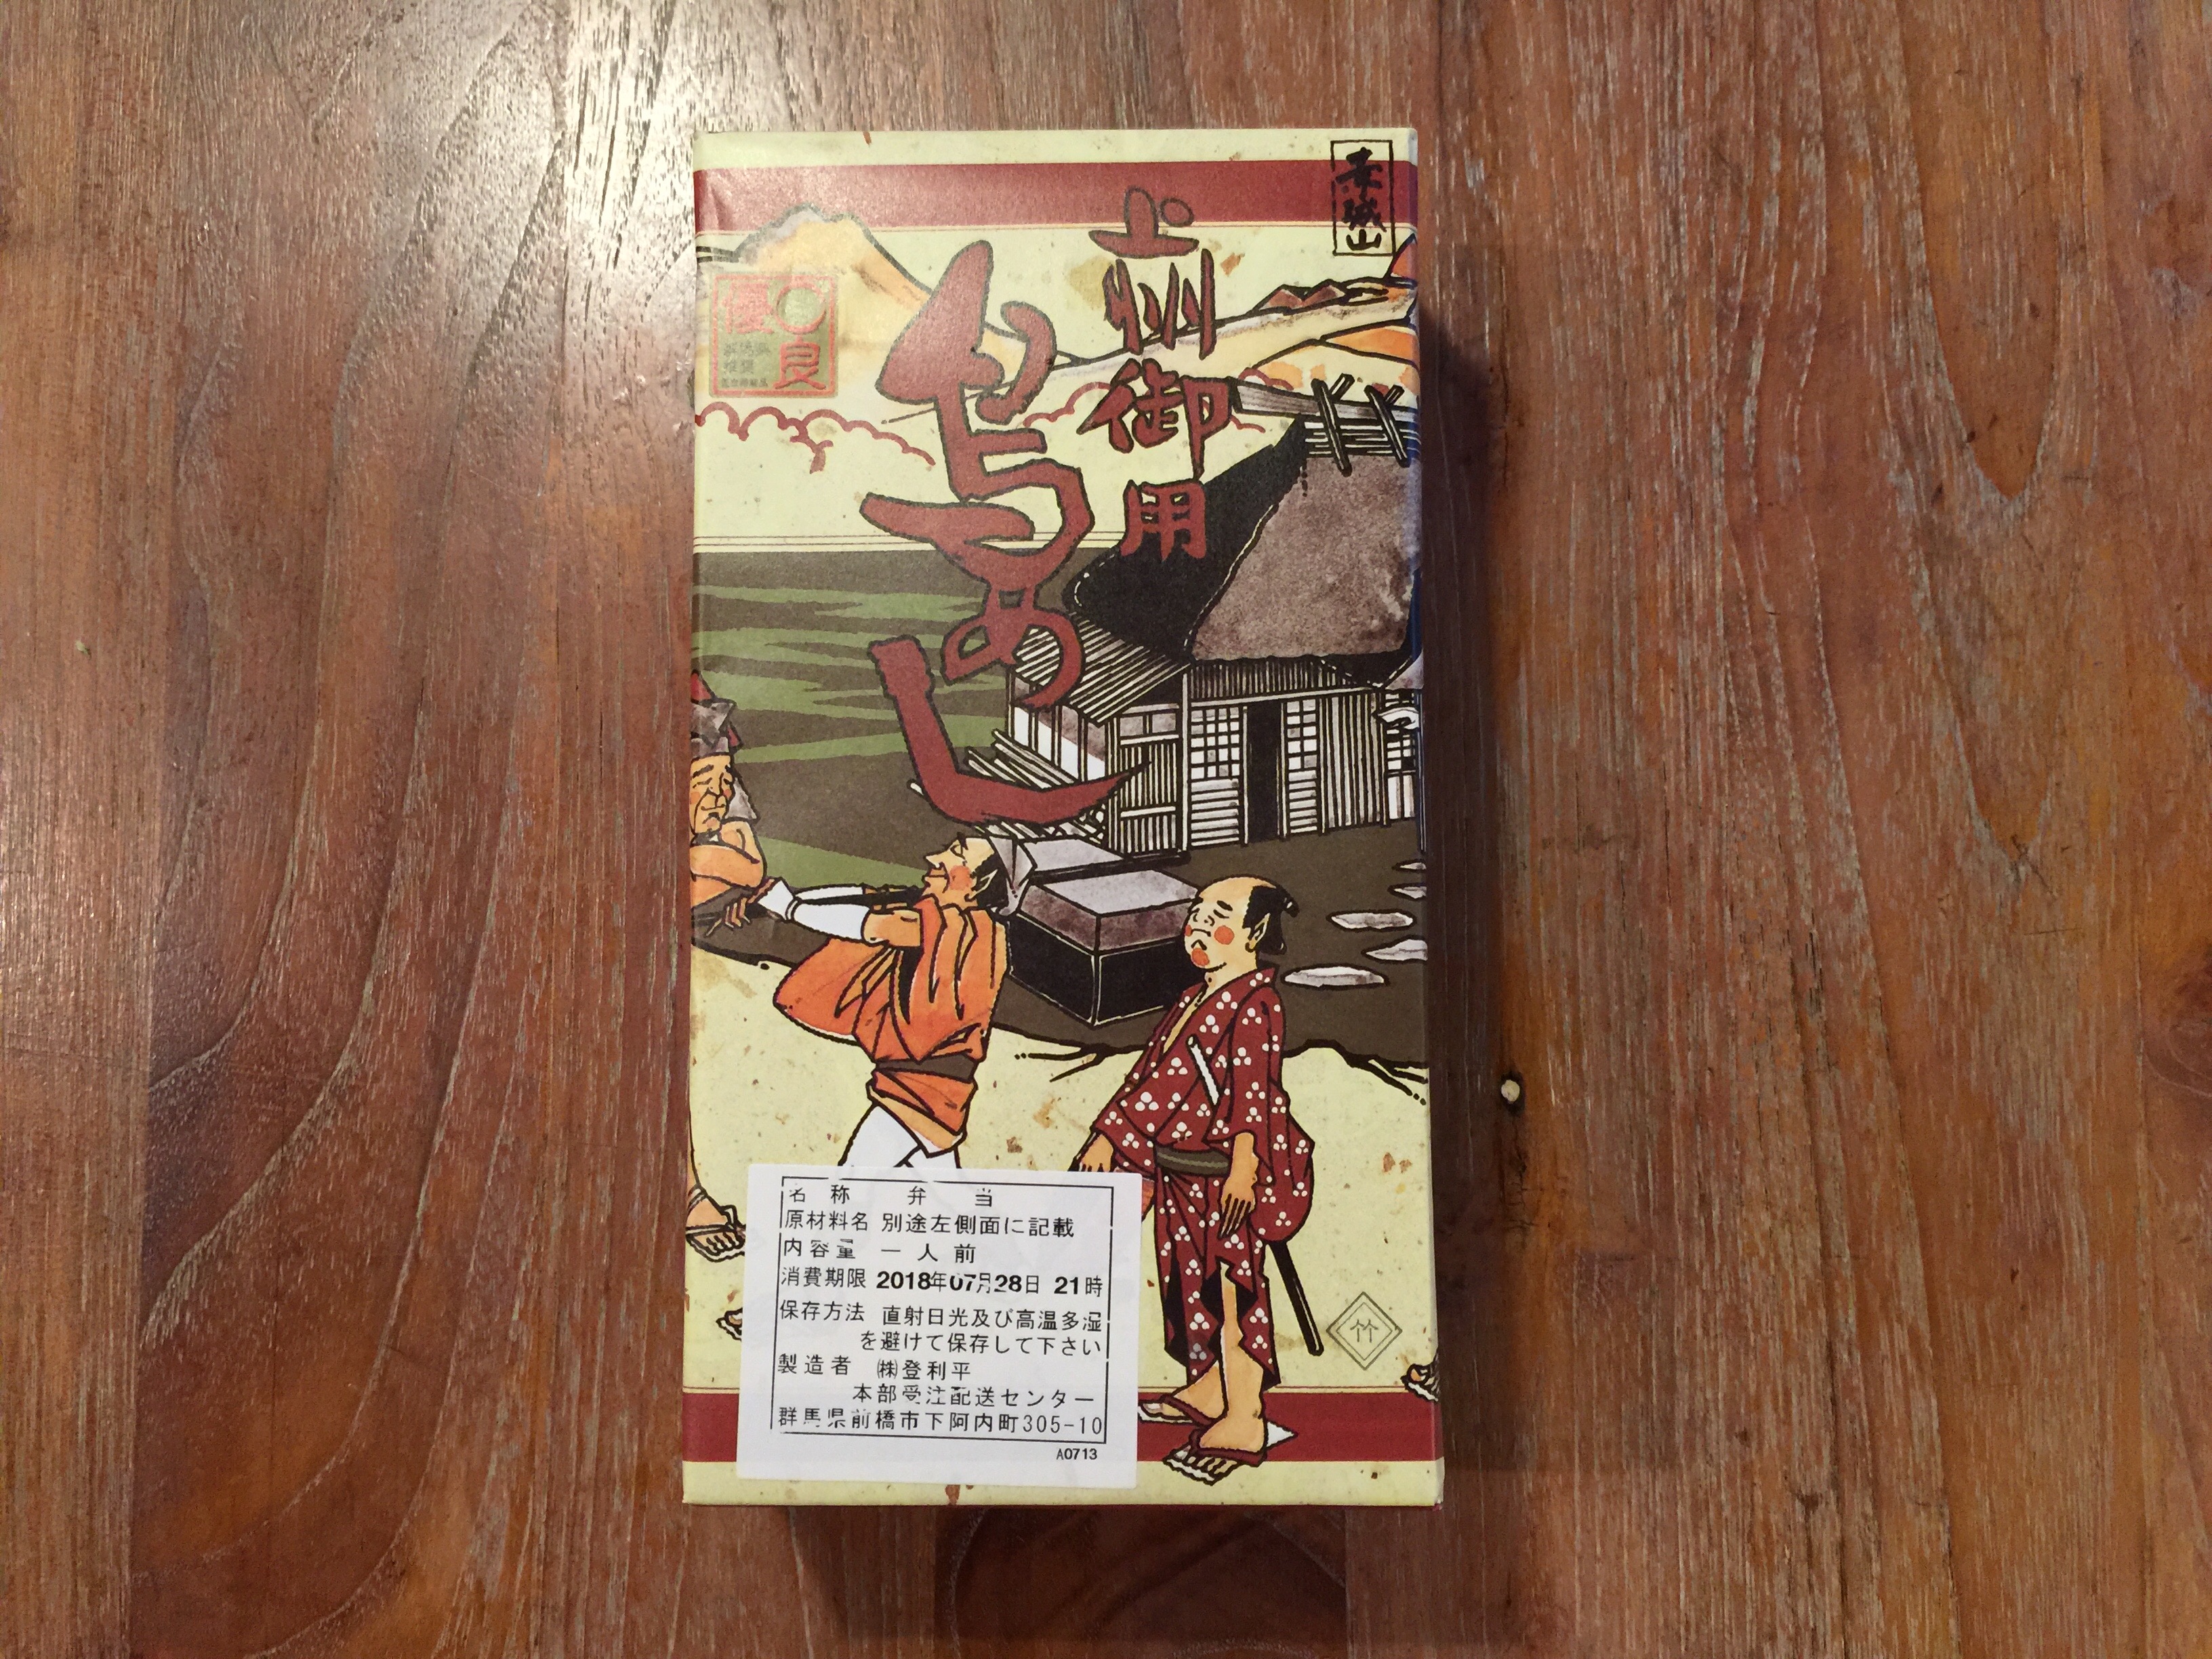 赤城山
上州御用
鳥めし
優良
竹
名称 弁当
原材料名 別途左側面に記載
内容量 一人前
消費期限 2018年07月28日 21時
保存方法 直射日光及び高温多湿
を避けて保存して下さい
製造者 ㈱登利平
本部受注配送センター
群馬県前橋市下阿内町305-10
A0713